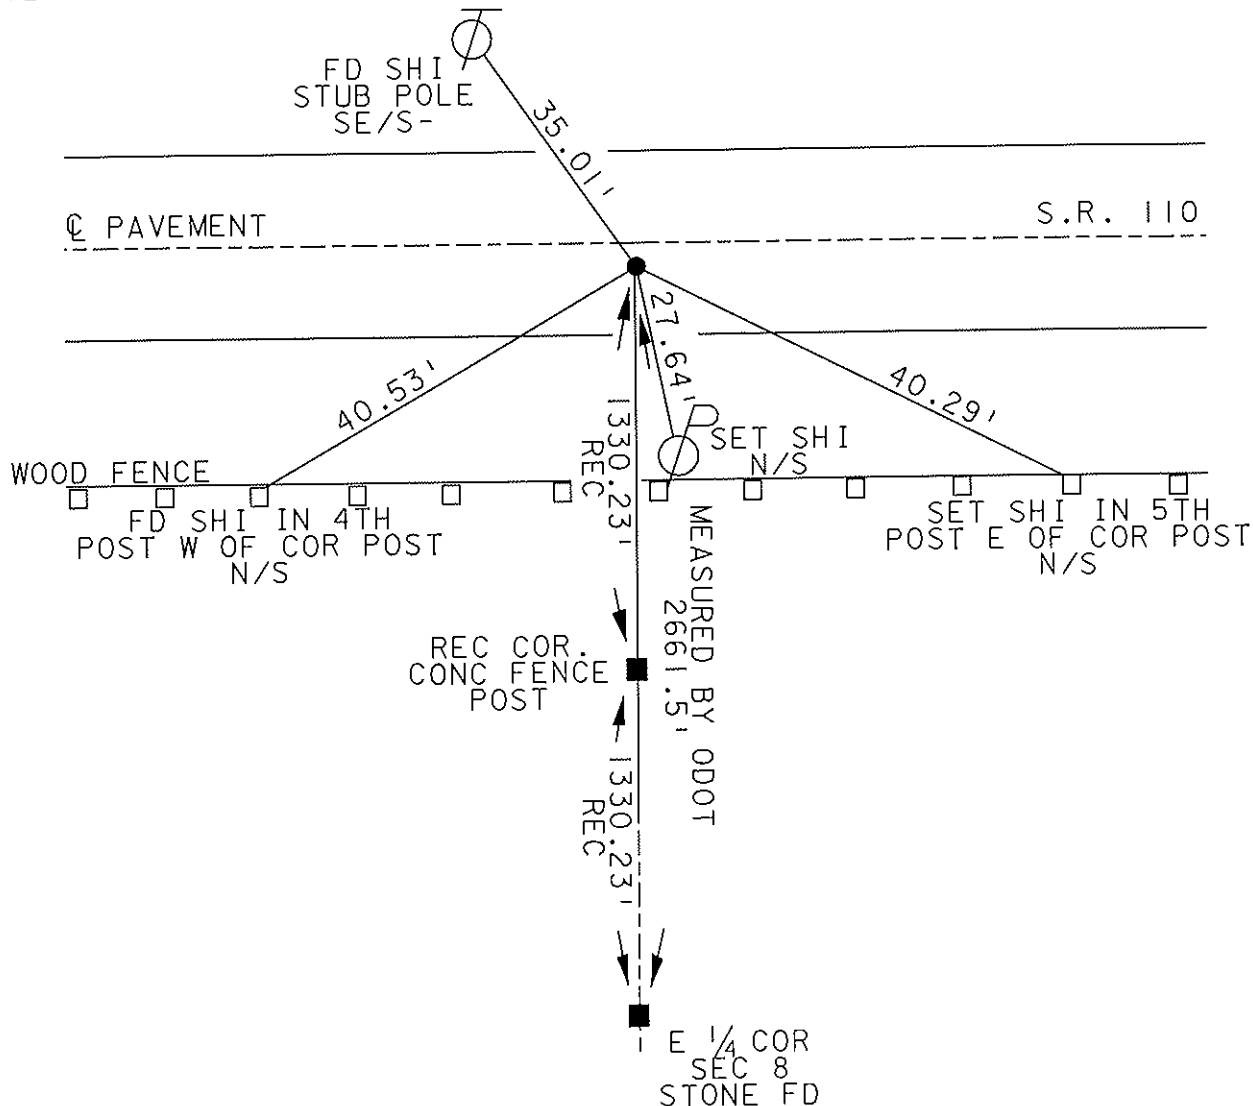 FD SHI
STUB POLE
SE/S-
35.01'
℄ PAVEMENT
S.R. 110
40.53'
27.64'
40.29'
1330.23'
REC
SET SHI
N/S
WOOD FENCE
FD SHI IN 4TH
POST W OF COR POST
N/S
SET SHI IN 5TH
POST E OF COR POST
N/S
MEASURED BY ODOT
2661.5'
REC COR.
CONC FENCE
POST
1330.23'
REC
E 1/4 COR
SEC 8
STONE FD